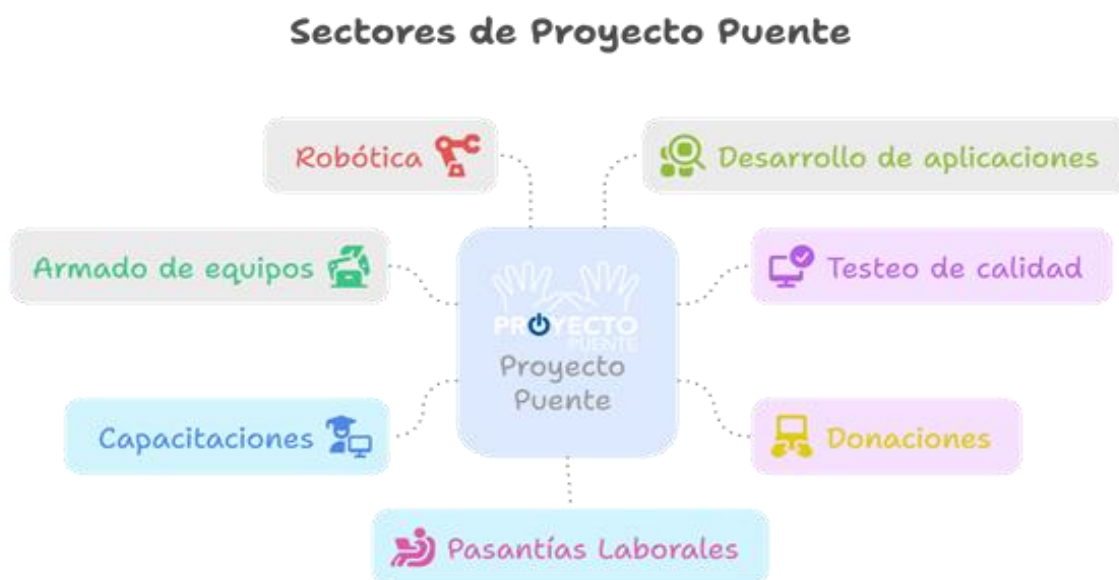 Sectores de Proyecto Puente
Robótica
Desarrollo de aplicaciones
Armado de equipos
Testeo de calidad
PROYECTO
PUENTE
Proyecto
Puente
Capacitaciones
Donaciones
Pasantías Laborales